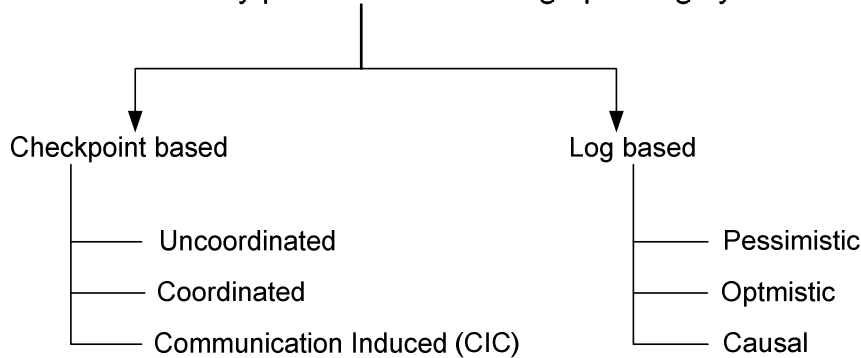 Checkpoint based
Log based
Uncoordinated
Coordinated
Communication Induced (CIC)
Pessimistic
Optmistic
Causal